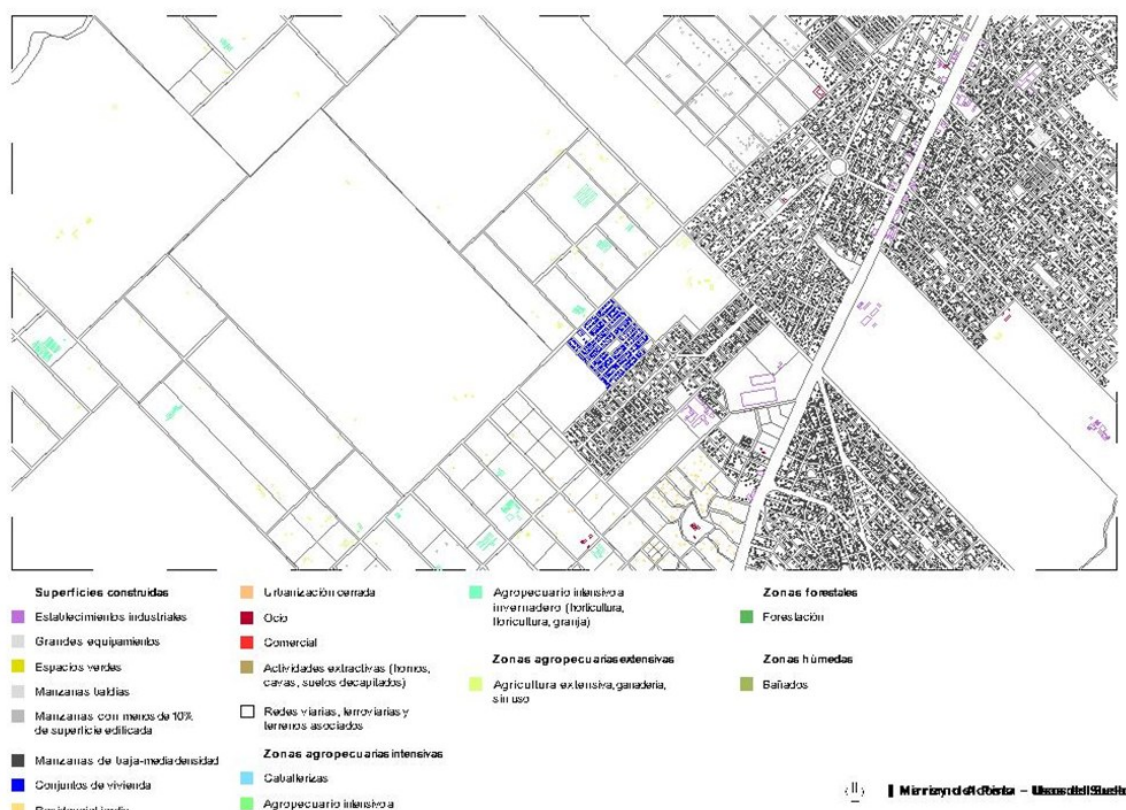 Superficies construidas
Establecimientos industriales
Grandes equipamientos
Espacios verdes
Manzanas baldías
Manzanas con menos de 10%
de superficie edificada
Manzanas de baja-media densidad
Conjuntos de vivienda
Urbanización cerrada
Ocio
Comercial
Actividades extractivas (hornos,
cavas, suelos decapitados)
Redes viarias, ferroviarias y
terrenos asociados
Zonas agropecuarias intensivas
Caballerizas
Agropecuario intensivo a
Agropecuario intensivo a
invernadero (horticultura,
floricultura, granja)
Zonas agropecuarias extensivas
Agricultura extensiva, ganadería,
sin uso
Zonas forestales
Forestación
Zonas húmedas
Bañados